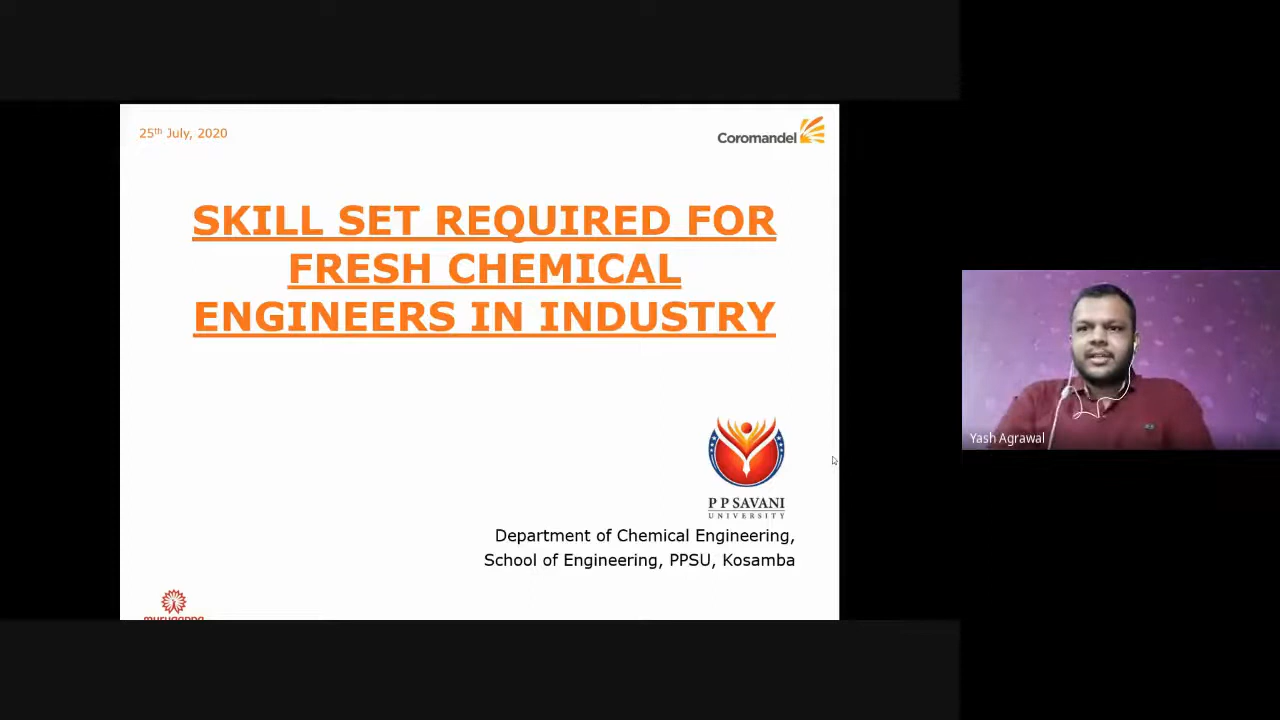 25th July, 2020
Coromandel
SKILL SET REQUIRED FOR
FRESH CHEMICAL
ENGINEERS IN INDUSTRY
P P SAVANI
UNIVERSITY
Department of Chemical Engineering,
School of Engineering, PPSU, Kosamba
Yash Agrawal